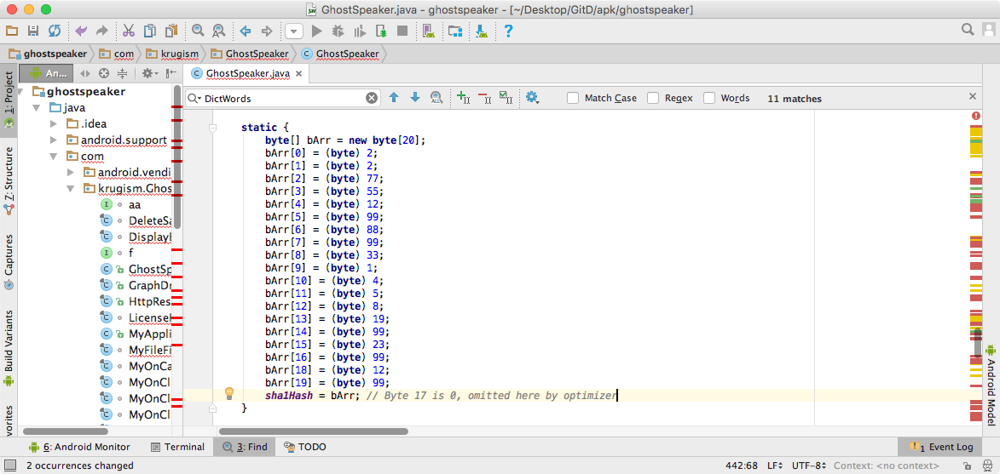 GhostSpeaker.java - ghostspeaker - [~/Desktop/GitD/apk/ghostspeaker]
ghostspeaker com krugism GhostSpeaker GhostSpeaker
An... GhostSpeaker.java
1: Project
Z: Structure
Captures
Build Variants
vorites
ghostspeaker
java
.idea
android.support
com
android.vendi
krugism.Ghos
aa
DeleteSa
DisplayE
f
GhostSp
GraphDr
HttpRes
LicenseK
MyAppli
MyFileFi
MyOnCa
MyOnCl
MyOnCl
MyOnCl
DictWords ALL Match Case Regex Words 11 matches
static {
byte[] bArr = new byte[20];
bArr[0] = (byte) 2;
bArr[1] = (byte) 2;
bArr[2] = (byte) 77;
bArr[3] = (byte) 55;
bArr[4] = (byte) 12;
bArr[5] = (byte) 99;
bArr[6] = (byte) 88;
bArr[7] = (byte) 99;
bArr[8] = (byte) 33;
bArr[9] = (byte) 1;
bArr[10] = (byte) 4;
bArr[11] = (byte) 5;
bArr[12] = (byte) 8;
bArr[13] = (byte) 19;
bArr[14] = (byte) 99;
bArr[15] = (byte) 23;
bArr[16] = (byte) 99;
bArr[18] = (byte) 12;
bArr[19] = (byte) 99;
sha1Hash = bArr; // Byte 17 is 0, omitted here by optimizer
}
Android Model
6: Android Monitor Terminal 3: Find TODO 1 Event Log
2 occurrences changed 442:68 LF UTF-8 Context: <no context>